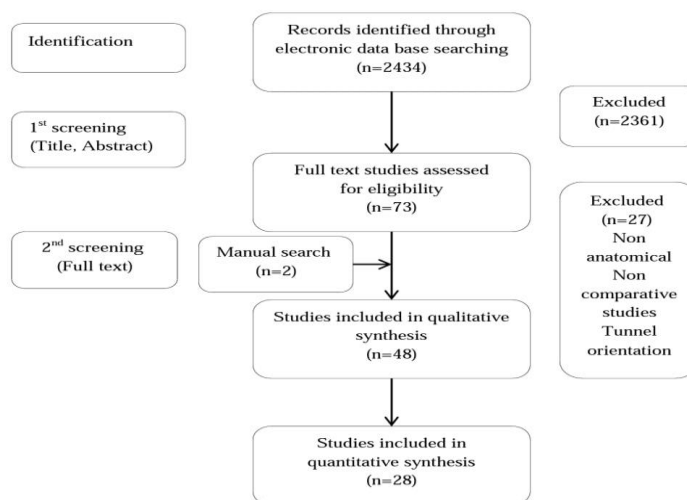 Identification
Records identified through
electronic data base searching
(n=2434)
Excluded
(n=2361)
1st screening
(Title, Abstract)
Full text studies assessed
for eligibility
(n=73)
Excluded
(n=27)
Non
anatomical
Non
comparative
studies
Tunnel
orientation
2nd screening
(Full text)
Manual search
(n=2)
Studies included in qualitative
synthesis
(n=48)
Studies included in
quantitative synthesis
(n=28)